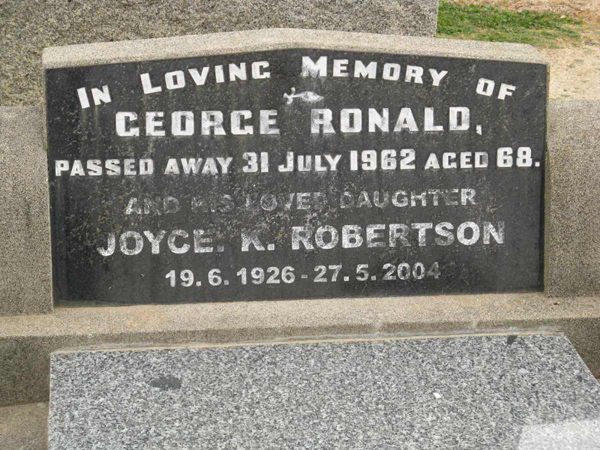 IN LOVING MEMORY OF
GEORGE RONALD,
PASSED AWAY 31 JULY 1962 AGED 68.
AND HIS LOVED DAUGHTER
JOYCE. K. ROBERTSON
19. 6. 1926 - 27. 5. 2004